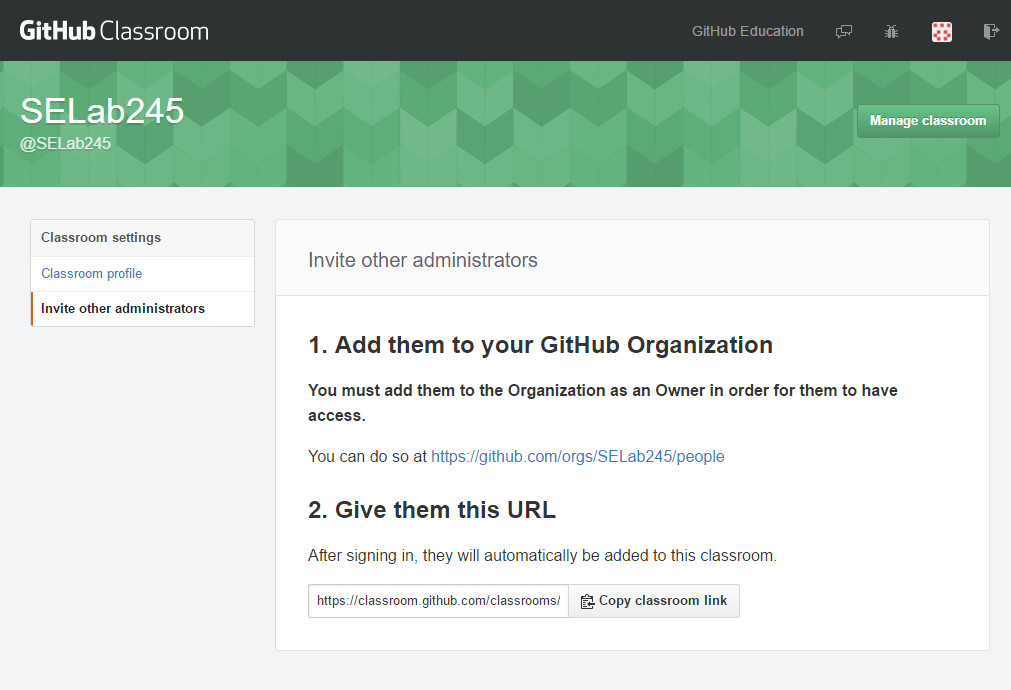 GitHub Classroom
GitHub Education
SELab245
@SELab245
Manage classroom
Classroom settings
Classroom profile
Invite other administrators
Invite other administrators
1. Add them to your GitHub Organization
You must add them to the Organization as an Owner in order for them to have
access.
You can do so at https://github.com/orgs/SELab245/people
2. Give them this URL
After signing in, they will automatically be added to this classroom.
https://classroom.github.com/classrooms/
Copy classroom link